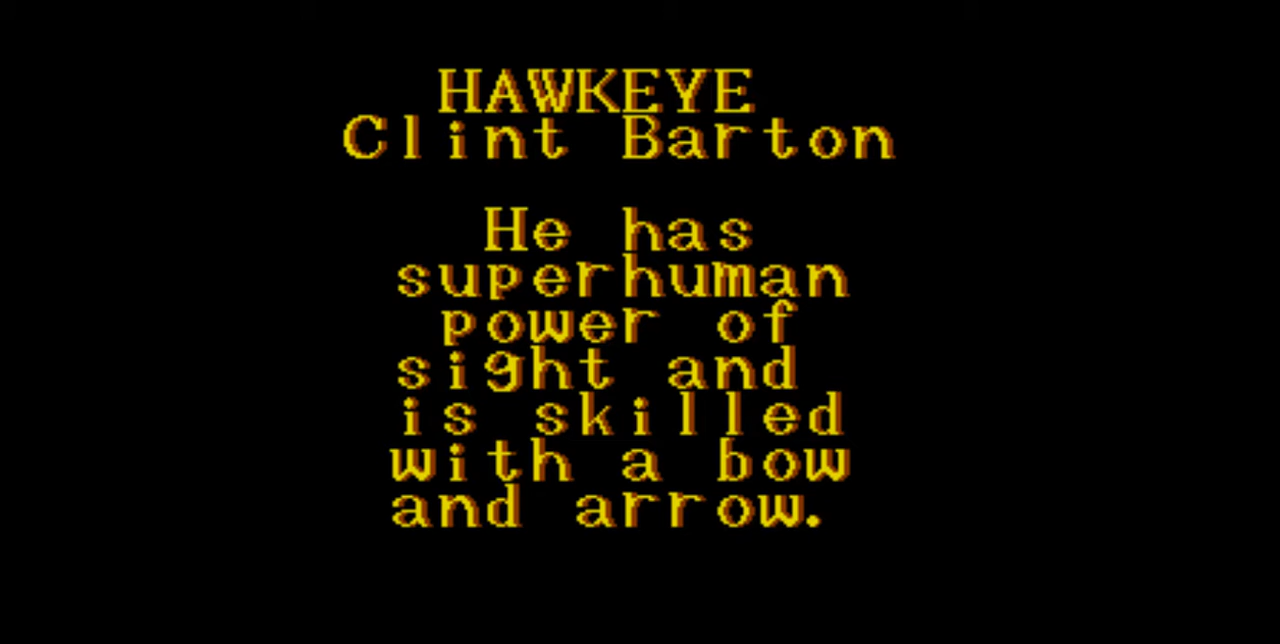 HAWKEYE
Clint Barton
He has
superhuman
power of
sight and
is skilled
with a bow
and arrow.